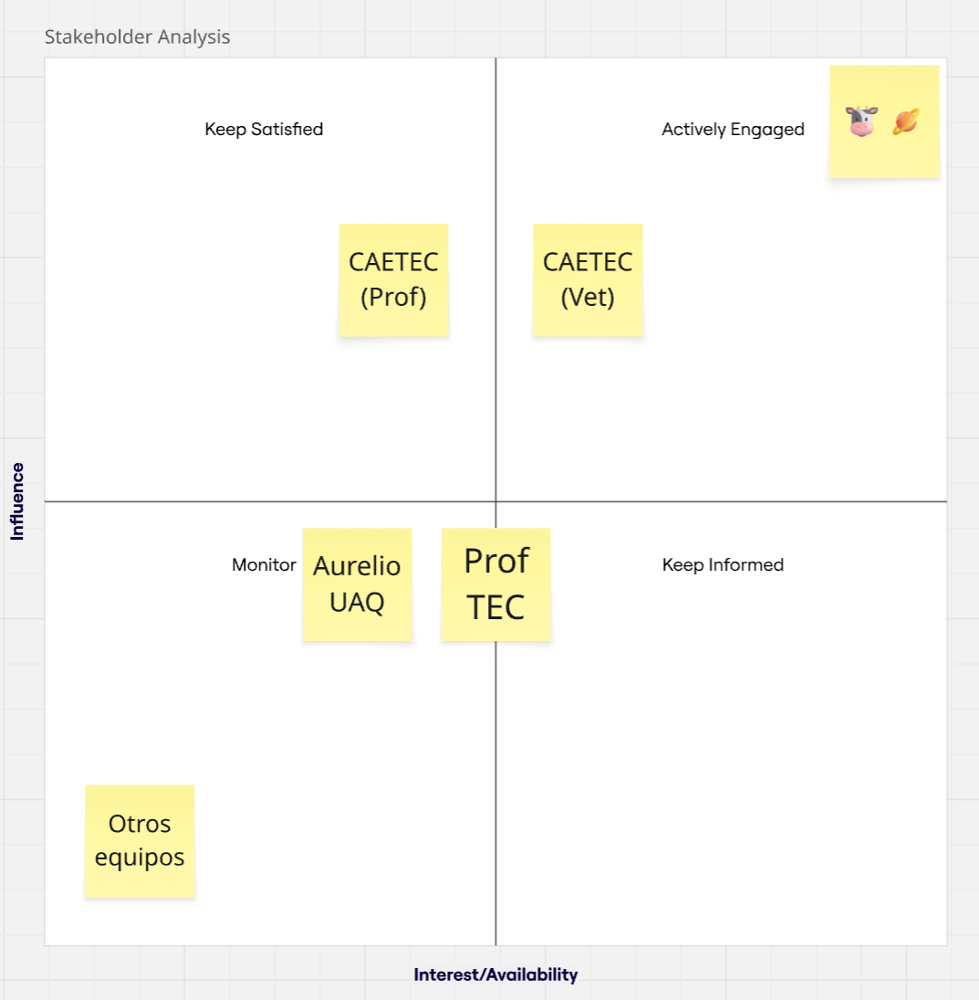 Stakeholder Analysis
Keep Satisfied
Actively Engaged
CAETEC
(Prof)
CAETEC
(Vet)
Influence
Monitor
Aurelio
UAQ
Prof
TEC
Keep Informed
Otros
equipos
Interest/Availability